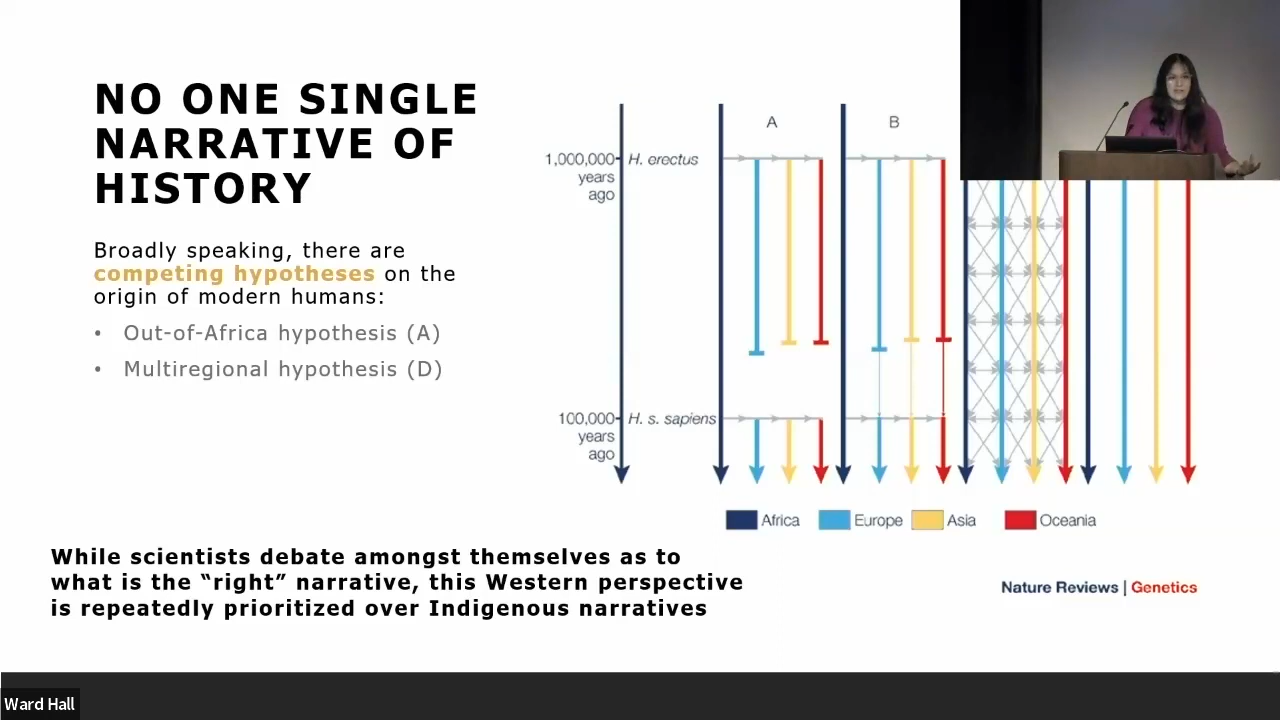 NO ONE SINGLE
NARRATIVE OF
HISTORY
Broadly speaking, there are
competing hypotheses on the
origin of modern humans:
• Out-of-Africa hypothesis (A)
• Multiregional hypothesis (D)
A
B
1,000,000
years
ago
H. erectus
100,000
years
ago
H. s. sapiens
Africa
Europe
Asia
Oceania
While scientists debate amongst themselves as to
what is the “right” narrative, this Western perspective
is repeatedly prioritized over Indigenous narratives
Nature Reviews | Genetics
Ward Hall